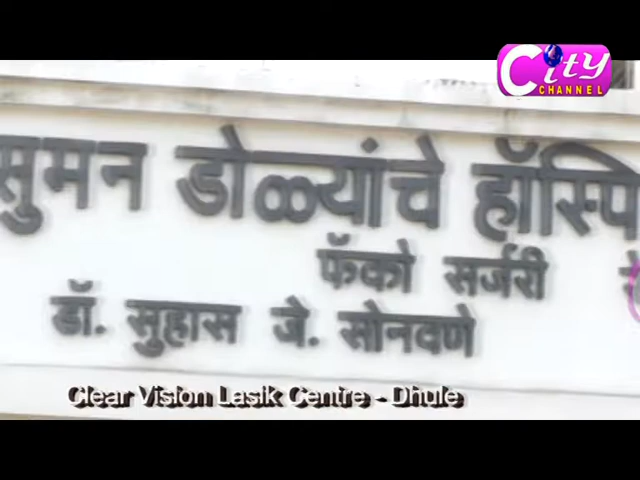 City
CHANNEL
सुमन डोळ्यांचे हॉस्पि
फॅको सर्जरी
डॉ. सुहास जे. सोनवणे
Clear Vision Lasik Centre - Dhule